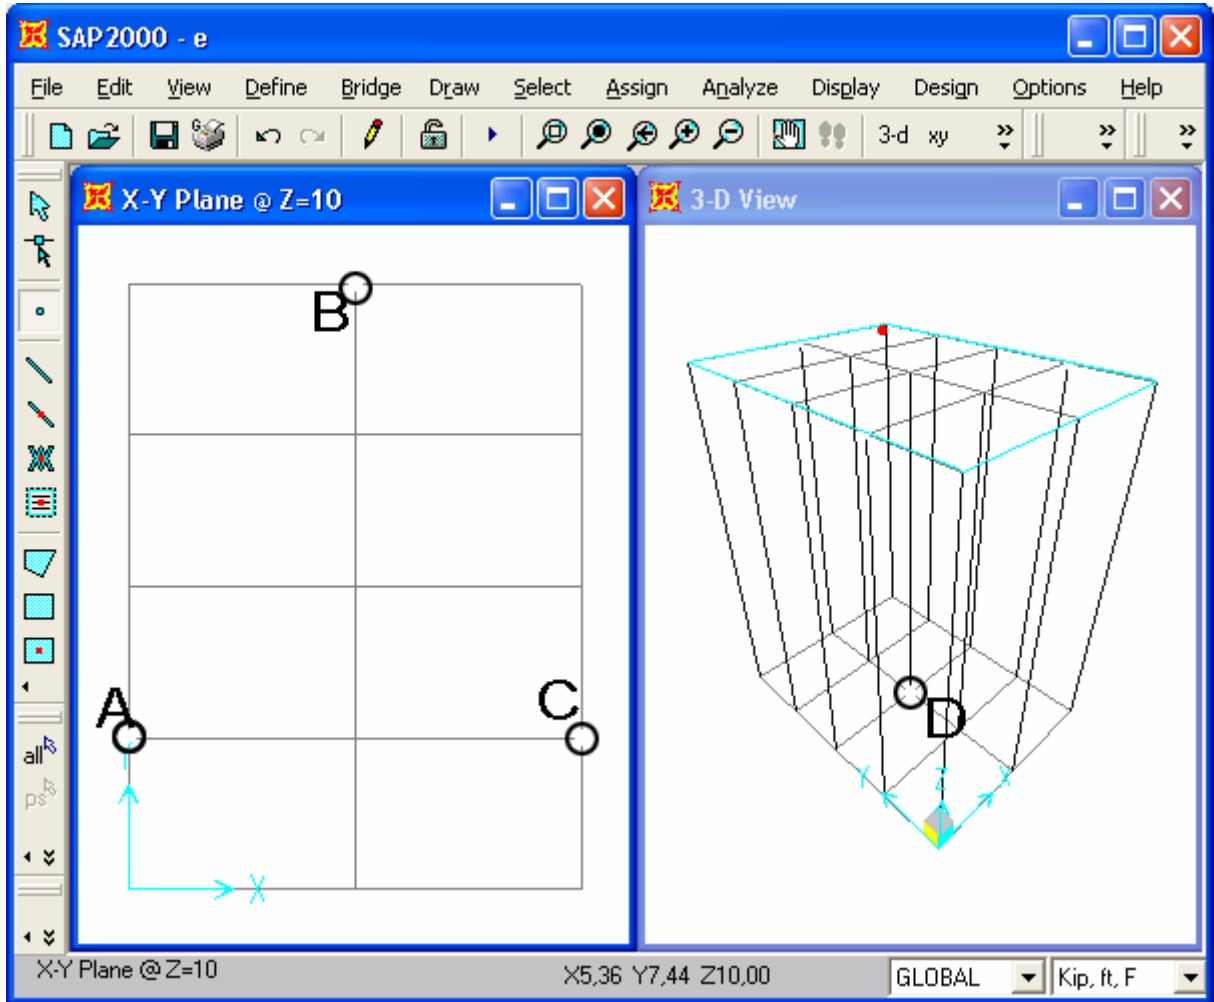 SAP2000 - e
File Edit View Define Bridge Draw Select Assign Analyze Display Design Options Help
3-d xy
X-Y Plane @ Z=10
3-D View
B
A
C
D
all
ps
Y Z X
X
X-Y Plane @ Z=10 X5,36 Y7,44 Z10,00 GLOBAL Kip, ft, F